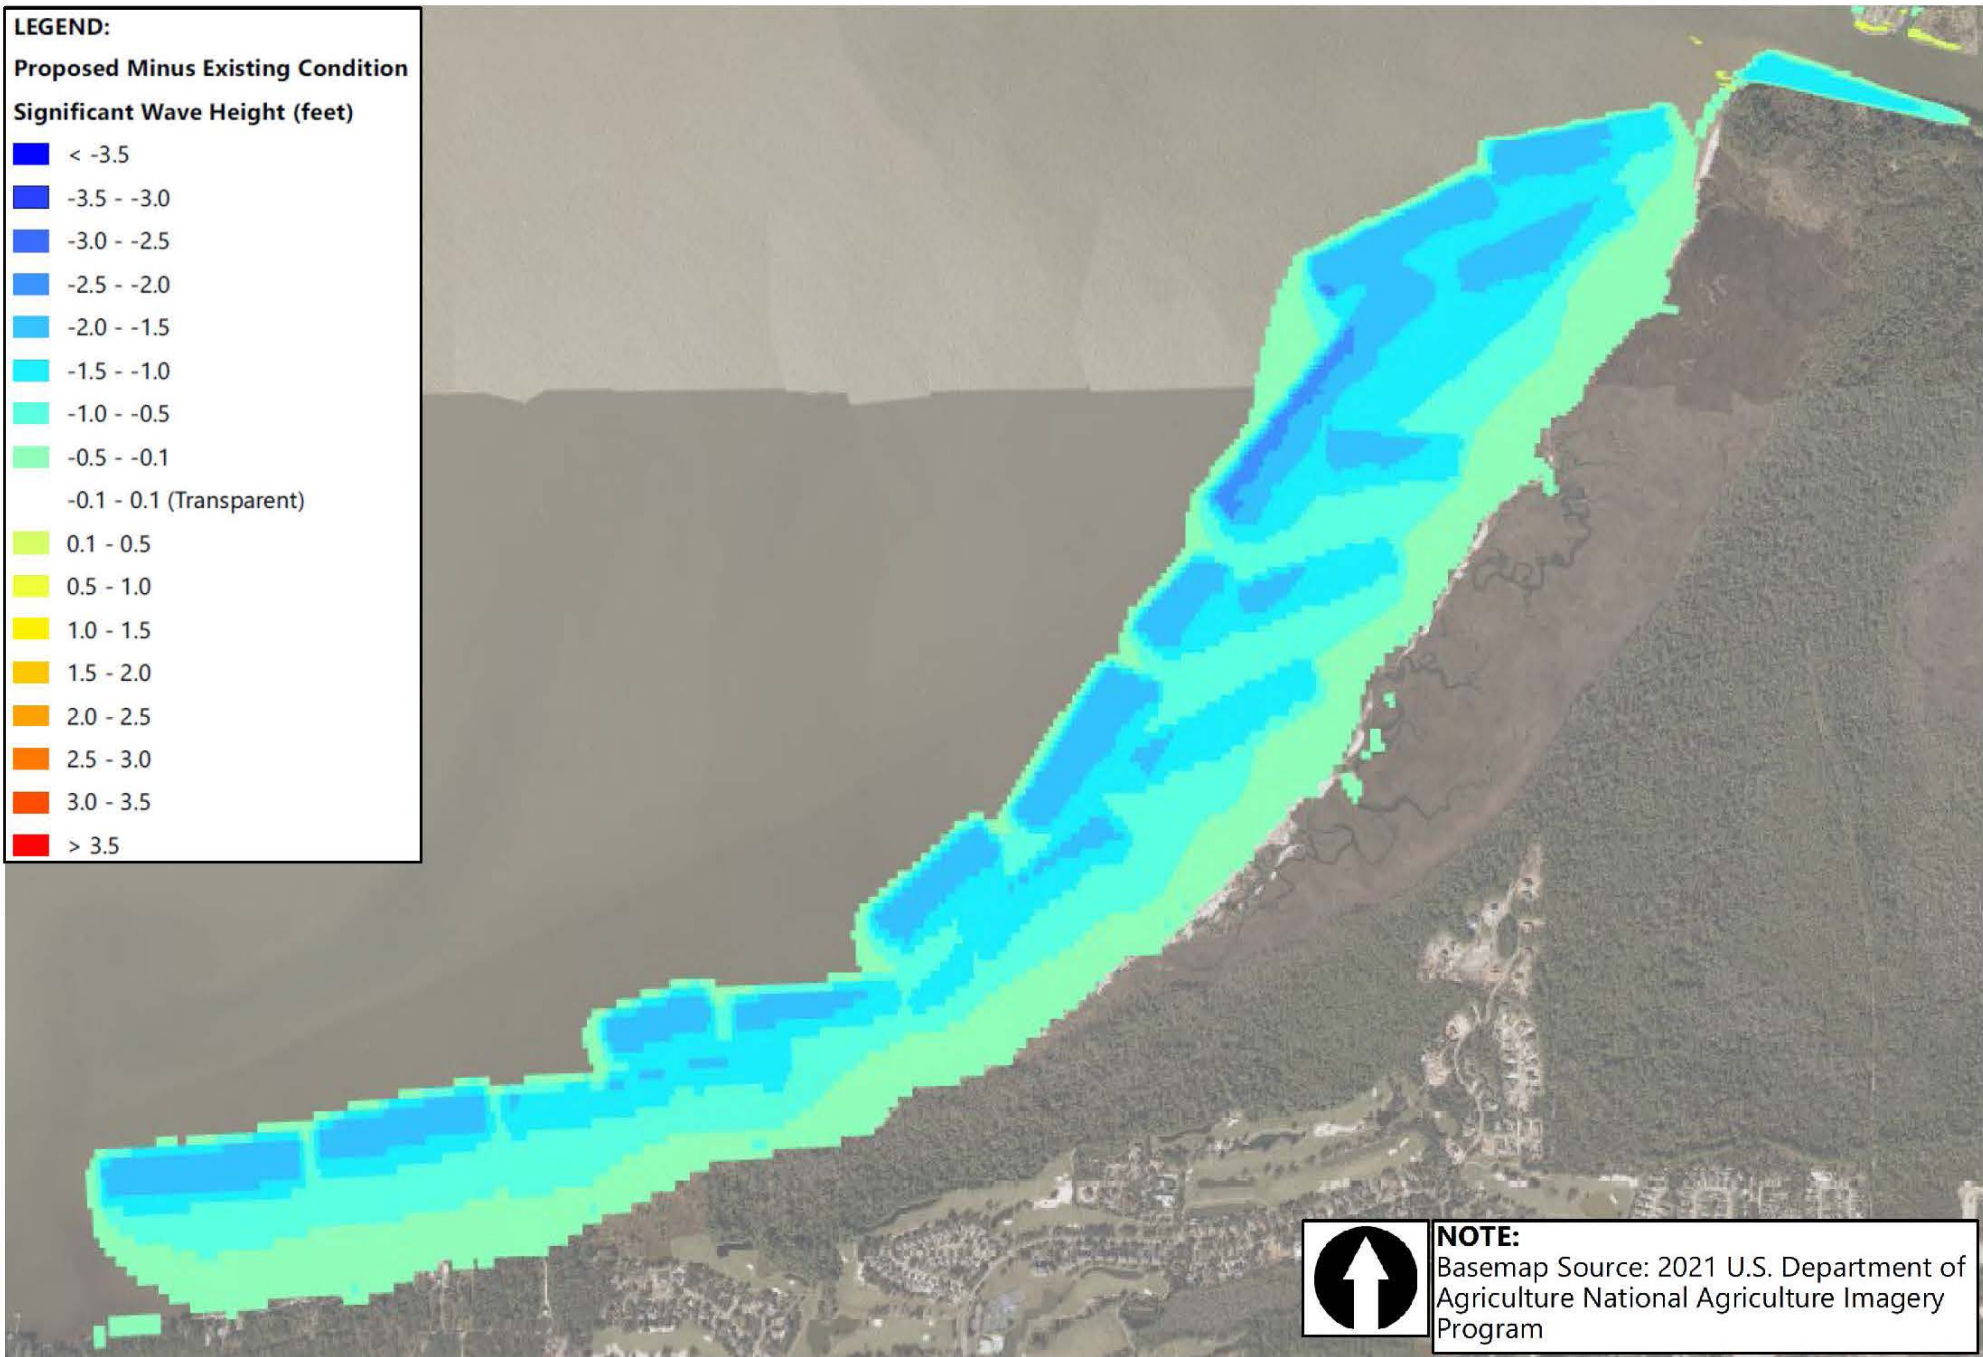 LEGEND:
Proposed Minus Existing Condition
Significant Wave Height (feet)
< -3.5
-3.5 - -3.0
-3.0 - -2.5
-2.5 - -2.0
-2.0 - -1.5
-1.5 - -1.0
-1.0 - -0.5
-0.5 - -0.1
-0.1 - 0.1 (Transparent)
0.1 - 0.5
0.5 - 1.0
1.0 - 1.5
1.5 - 2.0
2.0 - 2.5
2.5 - 3.0
3.0 - 3.5
> 3.5
NOTE:
Basemap Source: 2021 U.S. Department of
Agriculture National Agriculture Imagery
Program